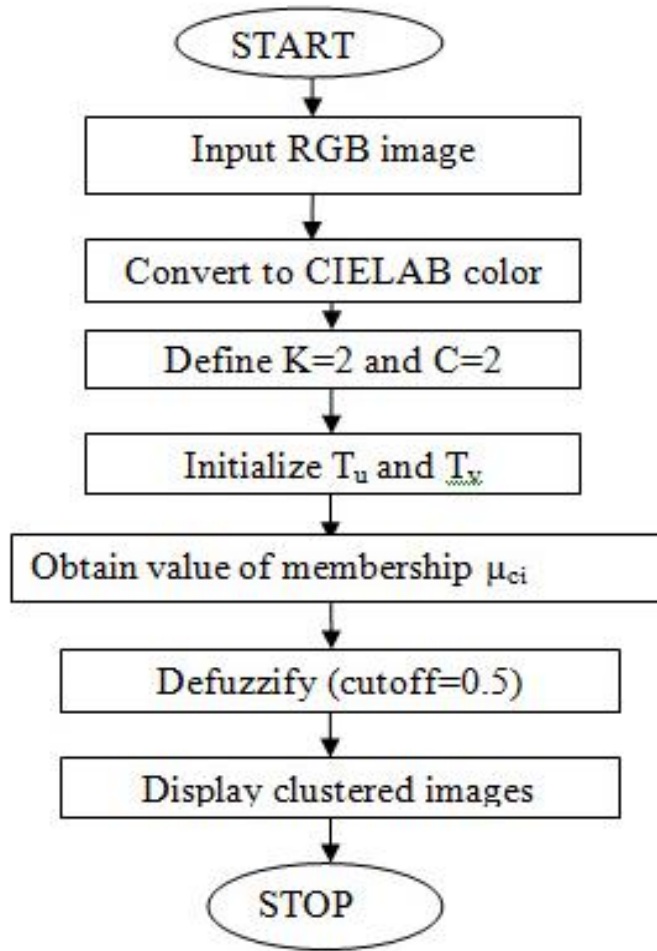 START
Input RGB image
Convert to CIELAB color
Define K=2 and C=2
Initialize Tᵤ and Tᵥ
Obtain value of membership μci
Defuzzify (cutoff=0.5)
Display clustered images
STOP